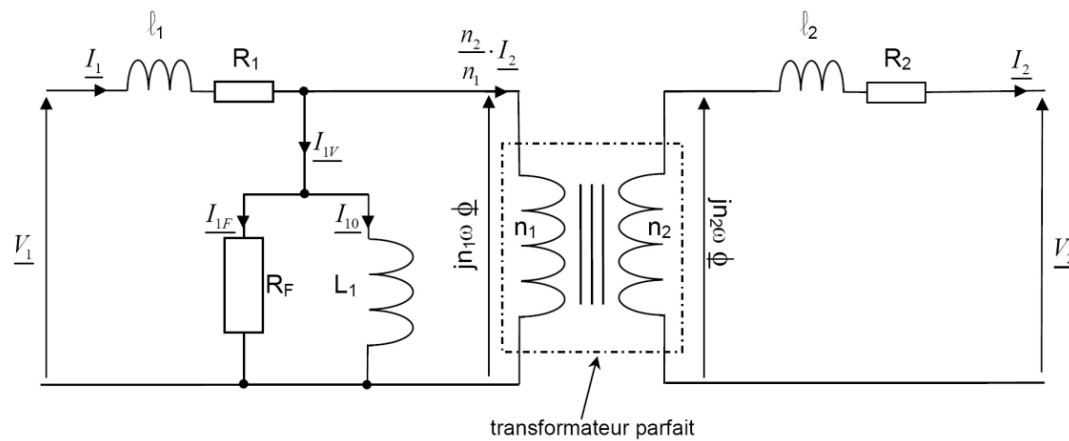 ℓ₁
I₁
R₁
n₂/n₁ · I₂
ℓ₂
R₂
I₂
I₁V
I₁F
I₁₀
V₁
R_F
L₁
jn₁ω ϕ
n₁
n₂
jn₂ω ϕ
transformateur parfait